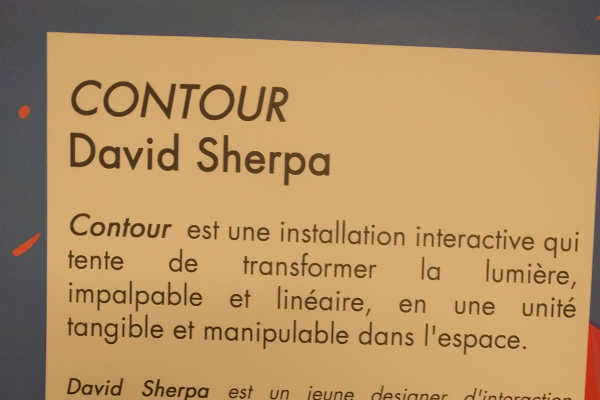 CONTOUR
David Sherpa
Contour est une installation interactive qui
tente de transformer la lumière,
impalpable et linéaire, en une unité
tangible et manipulable dans l'espace.
David Sherpa est un jeune designer d'interaction